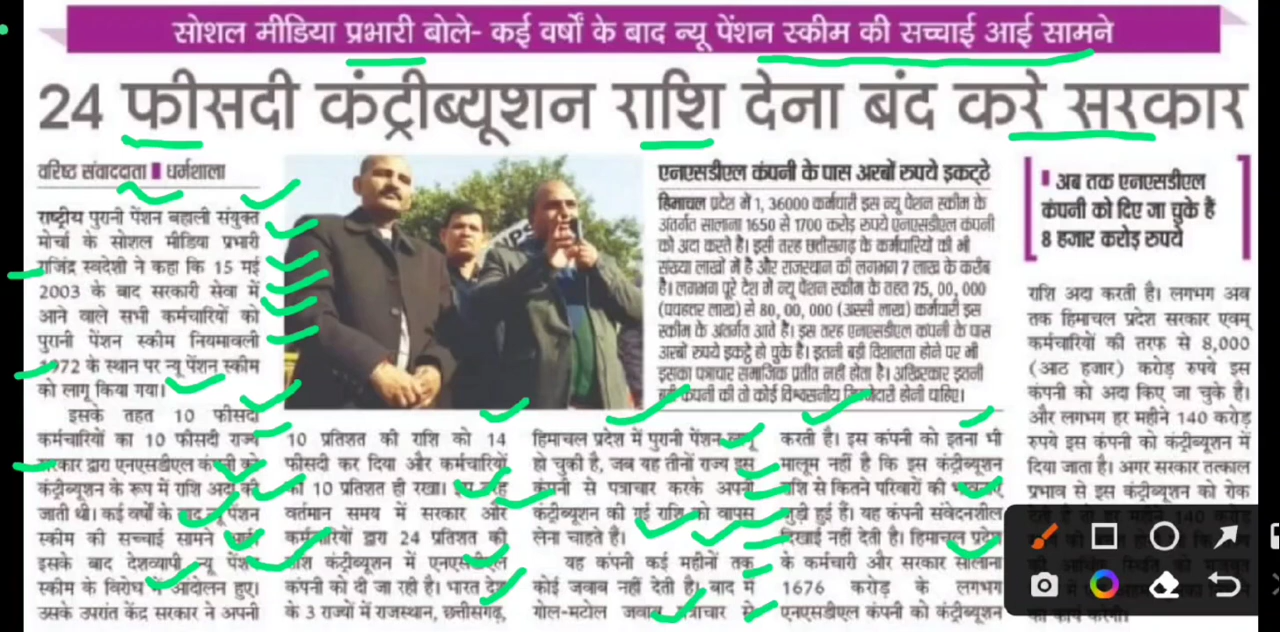 सोशल मीडिया प्रभारी बोले- कई वर्षों के बाद न्यू पेंशन स्कीम की सच्चाई आई सामने
24 फीसदी कंट्रीब्यूशन राशि देना बंद करे सरकार
वरिष्ठ संवाददाता धर्मशाला
राष्ट्रीय पुरानी पेंशन बहाली संयुक्त
मोर्चा के सोशल मीडिया प्रभारी
राजिंद्र स्वदेशी ने कहा कि 15 मई
2003 के बाद सरकारी सेवा में
आने वाले सभी कर्मचारियों को
पुरानी पेंशन स्कीम नियमावली
1972 के स्थान पर न्यू पेंशन स्कीम
को लागू किया गया।
इसके तहत 10 फीसदी
कर्मचारियों का 10 फीसदी राज्य
सरकार द्वारा एनएसडीएल कंपनी को
कंट्रीब्यूशन के रूप में राशि अदा की
जाती थी। कई वर्षों के बाद न्यू पेंशन
स्कीम की सच्चाई सामने आई
इसके बाद देशव्यापी न्यू पेंशन
स्कीम के विरोध में आंदोलन हुए।
उसके उपरांत केंद्र सरकार ने अपनी
10 प्रतिशत की राशि को 14
फीसदी कर दिया और कर्मचारियों
का 10 प्रतिशत ही रखा। इस तरह
वर्तमान समय में सरकार और
कर्मचारियों द्वारा 24 प्रतिशत की
राशि कंट्रीब्यूशन में एनएसडीएल
कंपनी को दी जा रही है। भारत देश
के 3 राज्यों में राजस्थान, छत्तीसगढ़,
हिमाचल प्रदेश में पुरानी पेंशन लागू
हो चुकी है, जब यह तीनों राज्य इस
कंपनी से पत्राचार करके अपनी
कंट्रीब्यूशन की गई राशि को वापस
लेना चाहते हैं।
यह कंपनी कई महीनों तक
कोई जवाब नहीं देती है। बाद में
गोल-मटोल जवाब पत्राचार से
एनएसडीएल कंपनी के पास अरबों रुपये इकट्ठे
हिमाचल प्रदेश में 1, 36000 कर्मचारी इस न्यू पेंशन स्कीम के
अंतर्गत सालाना 1650 से 1700 करोड़ रुपये एनएसडीएल कंपनी
को अदा करते हैं। इसी तरह छत्तीसगढ़ के कर्मचारियों की भी
संख्या लाखों में है और राजस्थान की लगभग 7 लाख के करीब
है। लगभग पूरे देश में न्यू पेंशन स्कीम के तहत 75, 00, 000
(पचहतर लाख) से 80, 00, 000 (अस्सी लाख) कर्मचारी इस
स्कीम के अंतर्गत आते है। इस तरह एनएसडीएल कंपनी के पास
अरबों रुपये इकट्ठे हो चुके है। इतनी बड़ी विशालता होने पर भी
इसका पत्राचार समाजिक प्रतीत नहीं होता है। आखिरकार इतनी
बड़ी कंपनी की तो कोई विश्वसनीय जिम्मेदारी होनी चाहिए।
करती है। इस कंपनी को इतना भी
मालूम नहीं है कि इस कंट्रीब्यूशन
राशि से कितने परिवारों की भावनाएं
जुड़ी हुई हैं। यह कंपनी संवेदनशील
दिखाई नहीं देती है। हिमाचल प्रदेश
के कर्मचारी और सरकार सालाना
1676 करोड़ के लगभग
एनएसडीएल कंपनी को कंट्रीब्यूशन
अब तक एनएसडीएल
कंपनी को दिए जा चुके हैं
8 हजार करोड़ रुपये
राशि अदा करती है। लगभग अब
तक हिमाचल प्रदेश सरकार एवम्
कर्मचारियों की तरफ से 8,000
(आठ हजार) करोड़ रुपये इस
कंपनी को अदा किए जा चुके है।
और लगभग हर महीने 140 करोड़
रुपये इस कंपनी को कंट्रीब्यूशन में
दिया जाता है। अगर सरकार तत्काल
प्रभाव से इस कंट्रीब्यूशन को रोक